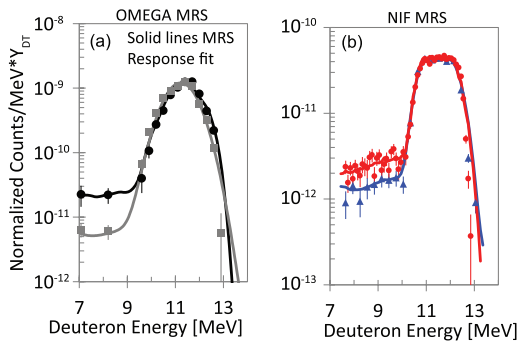 OMEGA MRS
(a)
Solid lines MRS
Response fit
Normalized Counts/MeV*Y_DT
10^-8
10^-9
10^-10
10^-11
10^-12
7 9 11 13
Deuteron Energy [MeV]
NIF MRS
(b)
10^-10
10^-11
10^-12
10^-13
7 9 11 13
Deuteron Energy [MeV]